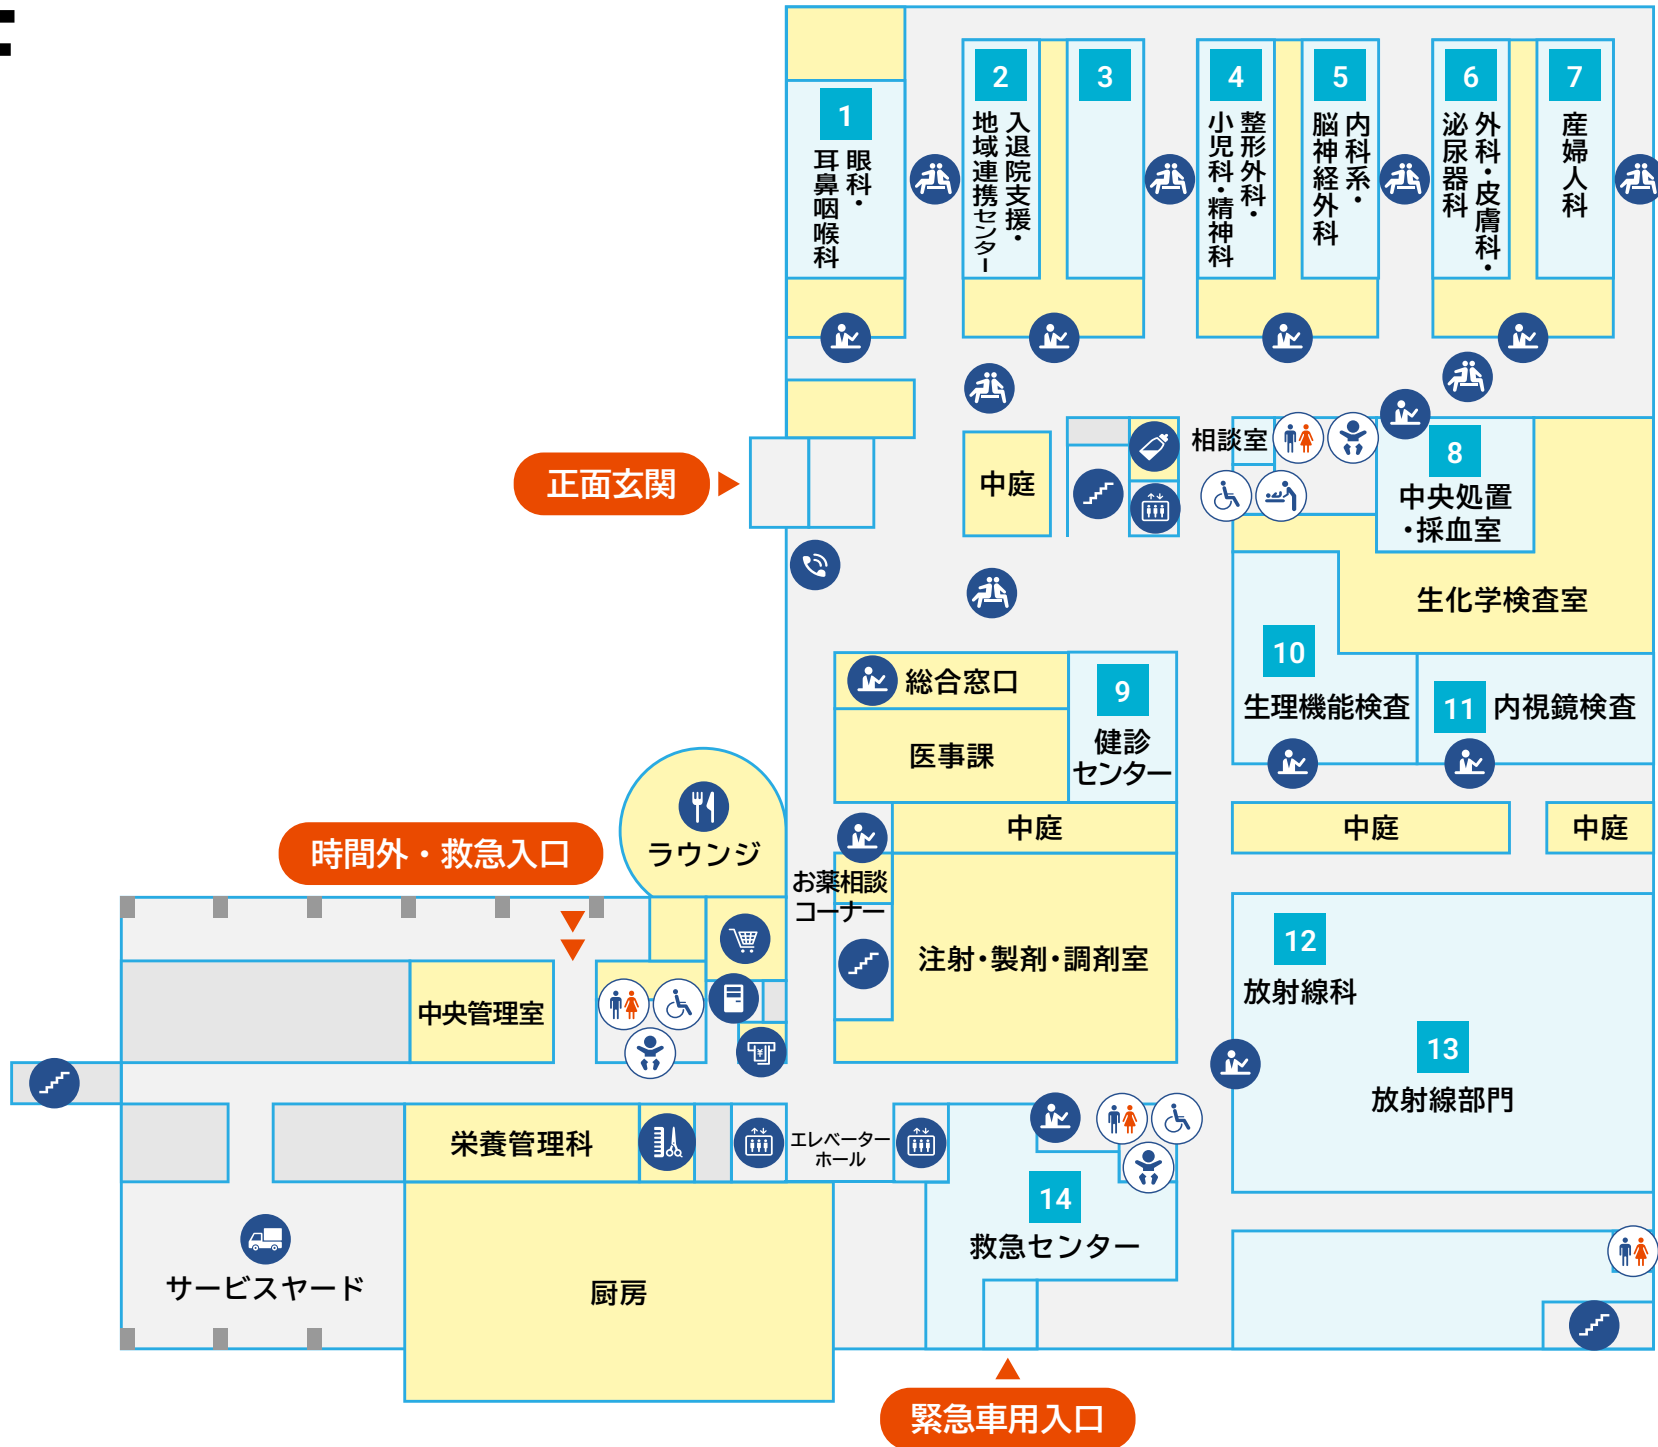 1
眼科・
耳鼻咽喉科
2
入退院支援・
地域連携センター
3
4
整形外科・
小児科・精神科
5
内科系・
脳神経外科
6
外科・皮膚科・
泌尿器科
7
産婦人科
正面玄関
中庭
相談室
8
中央処置
・採血室
生化学検査室
総合窓口
9
健診
センター
医事課
10
生理機能検査
11
内視鏡検査
ラウンジ
時間外・救急入口
中庭
中庭
中庭
お薬相談
コーナー
注射・製剤・調剤室
12
放射線科
中央管理室
13
放射線部門
栄養管理科
エレベーター
ホール
14
救急センター
サービスヤード
厨房
緊急車用入口